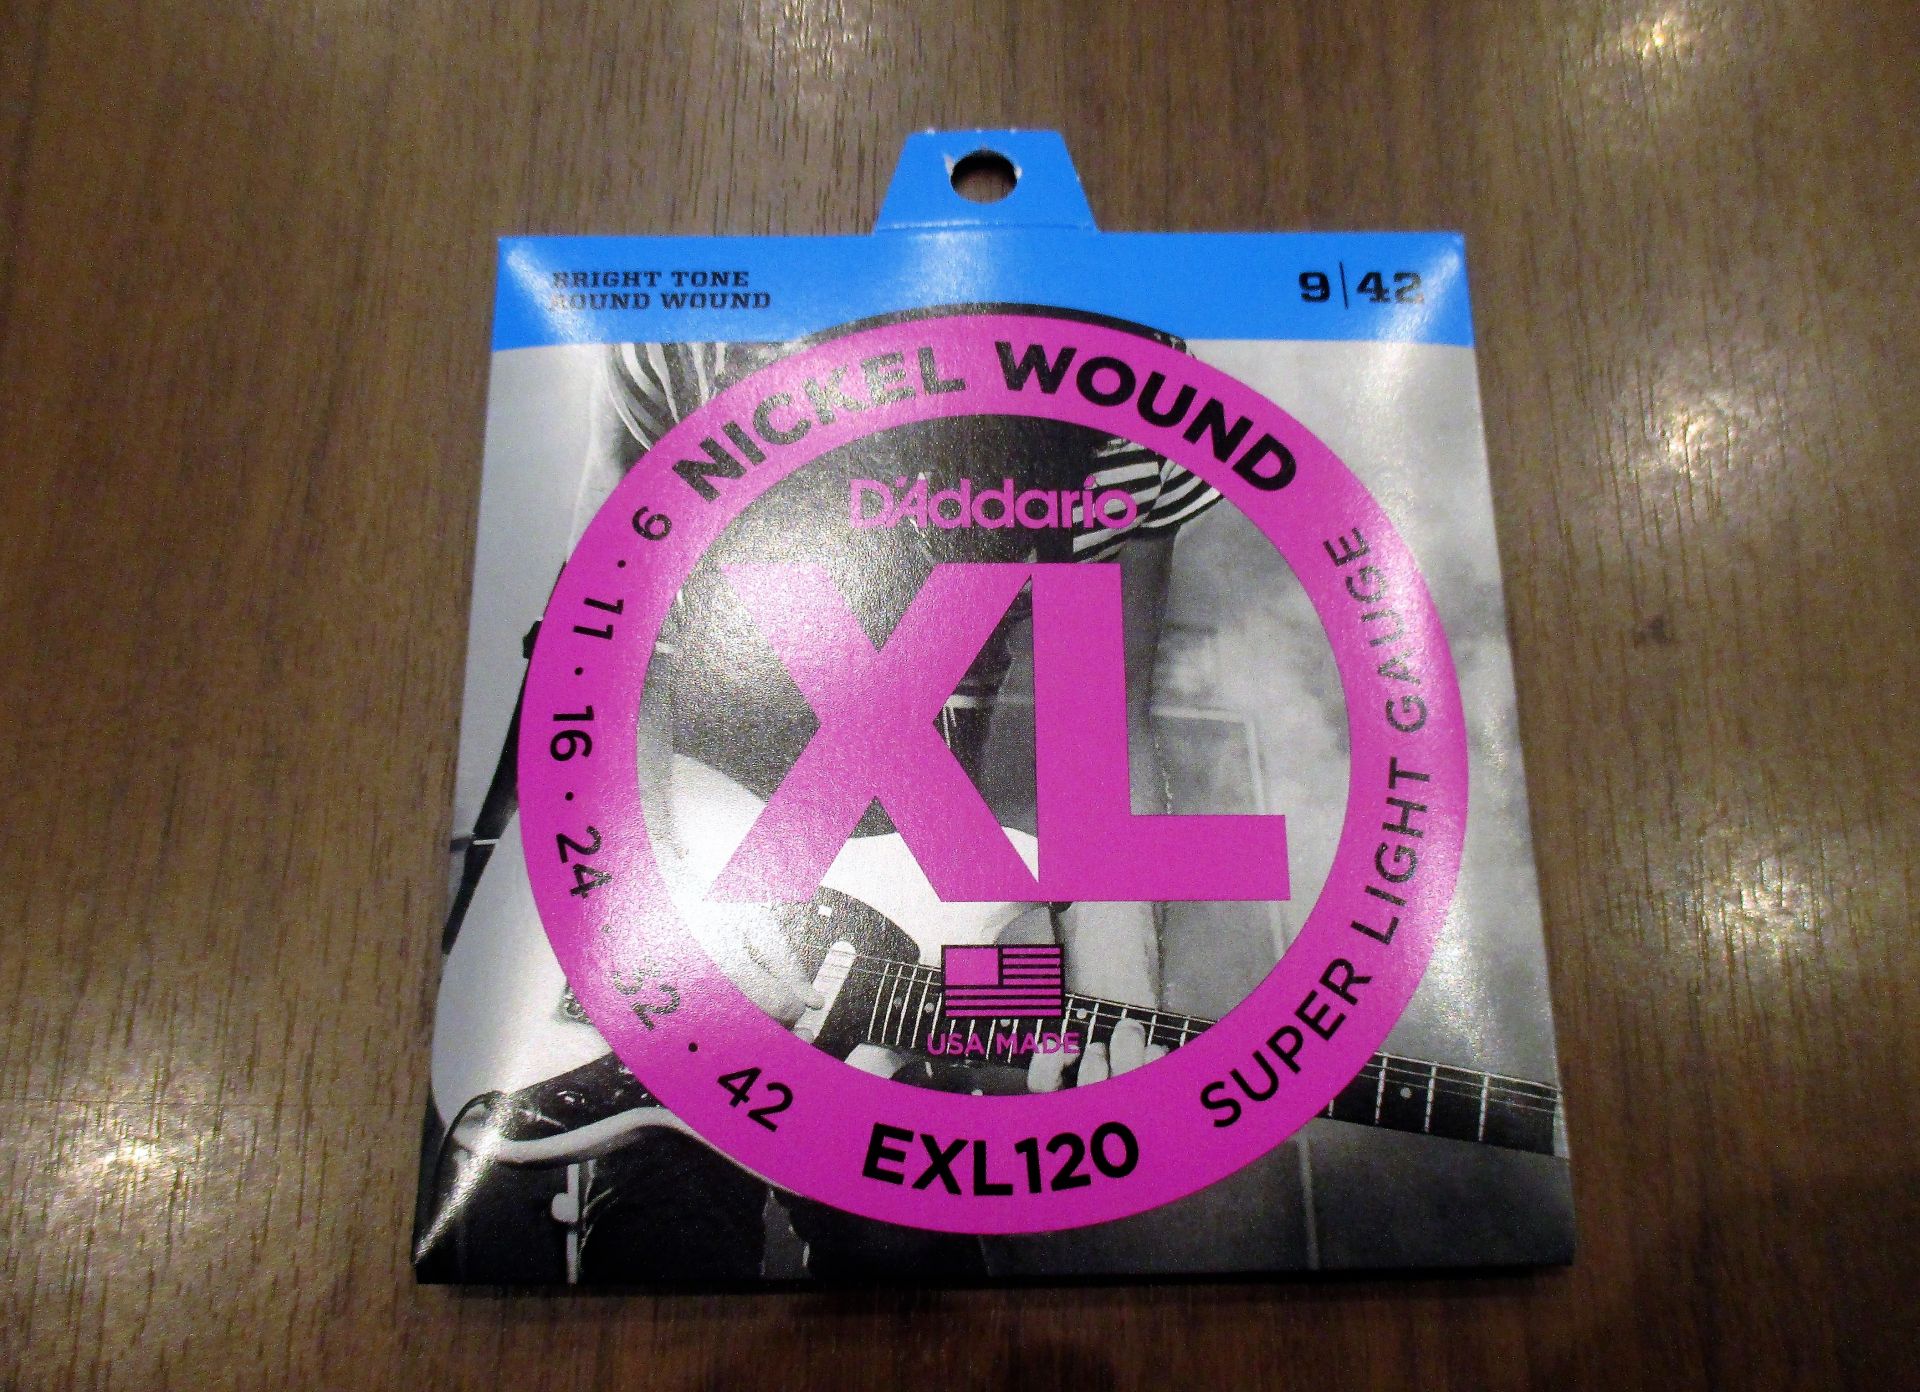 BRIGHT TONE
ROUND WOUND
9|42
NICKEL WOUND
D'Addario
XL
USA MADE
9 · 11 · 16 · 24 · 32 · 42
EXL120
SUPER LIGHT GAUGE